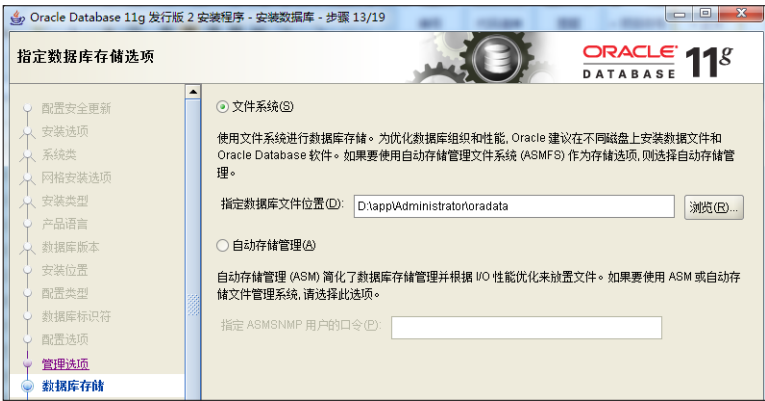 Oracle Database 11g 发行版 2 安装程序 - 安装数据库 - 步骤 13/19
指定数据库存储选项
ORACLE
DATABASE 11g
配置安全更新
安装选项
系统类
网格安装选项
安装类型
产品语言
数据库版本
安装位置
配置类型
数据库标识符
配置选项
管理选项
数据库存储
文件系统(S)
使用文件系统进行数据库存储。为优化数据库组织和性能, Oracle 建议在不同磁盘上安装数据文件和
Oracle Database 软件。如果要使用自动存储管理文件系统 (ASMFS) 作为存储选项, 则选择自动存储管
理。
指定数据库文件位置(D): D:\app\Administrator\oradata 浏览(R)...
自动存储管理(A)
自动存储管理 (ASM) 简化了数据库存储管理并根据 I/O 性能优化来放置文件。如果要使用 ASM 或自动存
储文件管理系统, 请选择此选项。
指定 ASMSNMP 用户的口令(P):